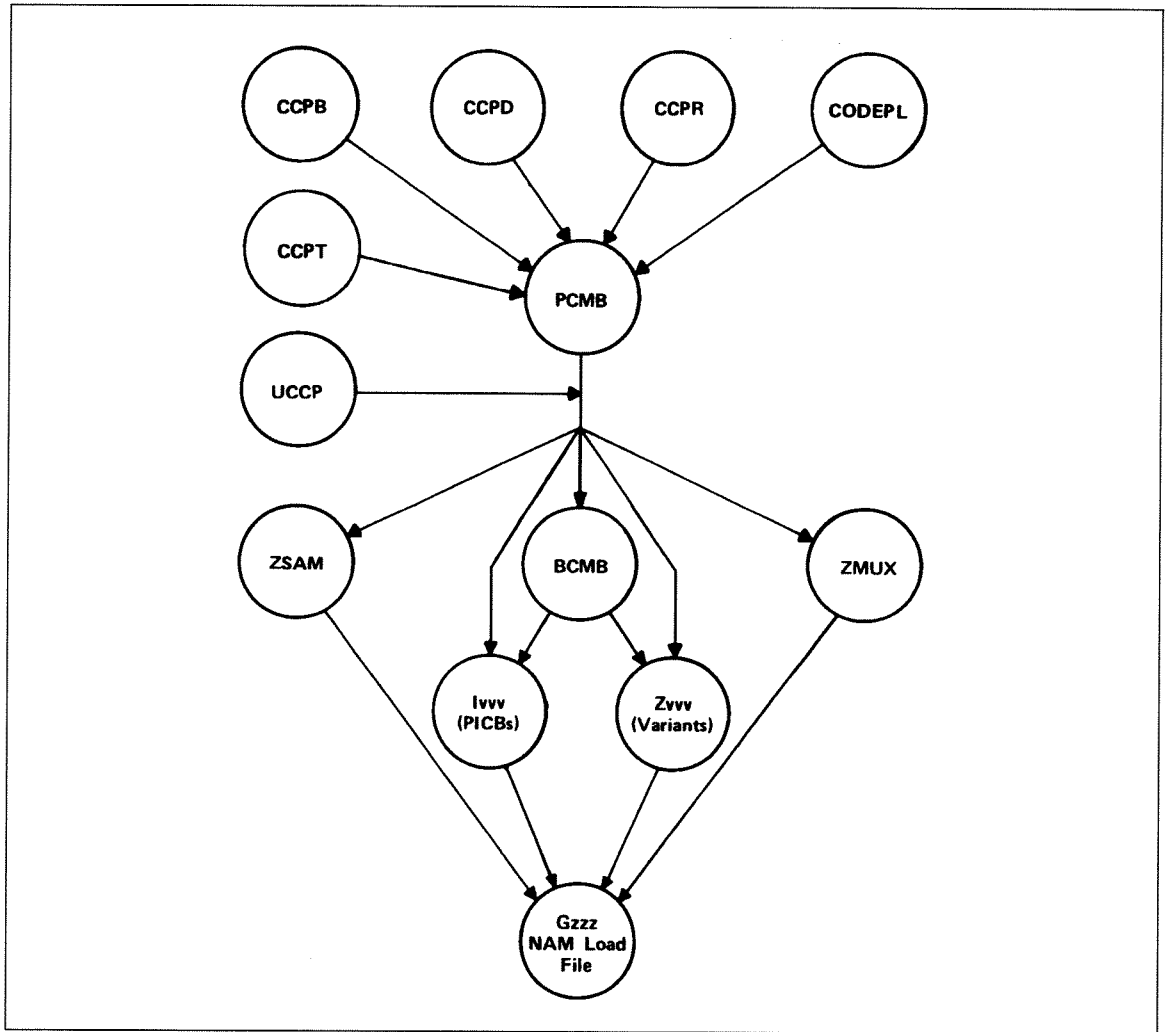 CCPB
CCPD
CCPR
CODEPL
CCPT
PCMB
UCCP
ZSAM
BCMB
ZMUX
Ivvv
(PICBs)
Zvvv
(Variants)
Gzzz
NAM Load
File